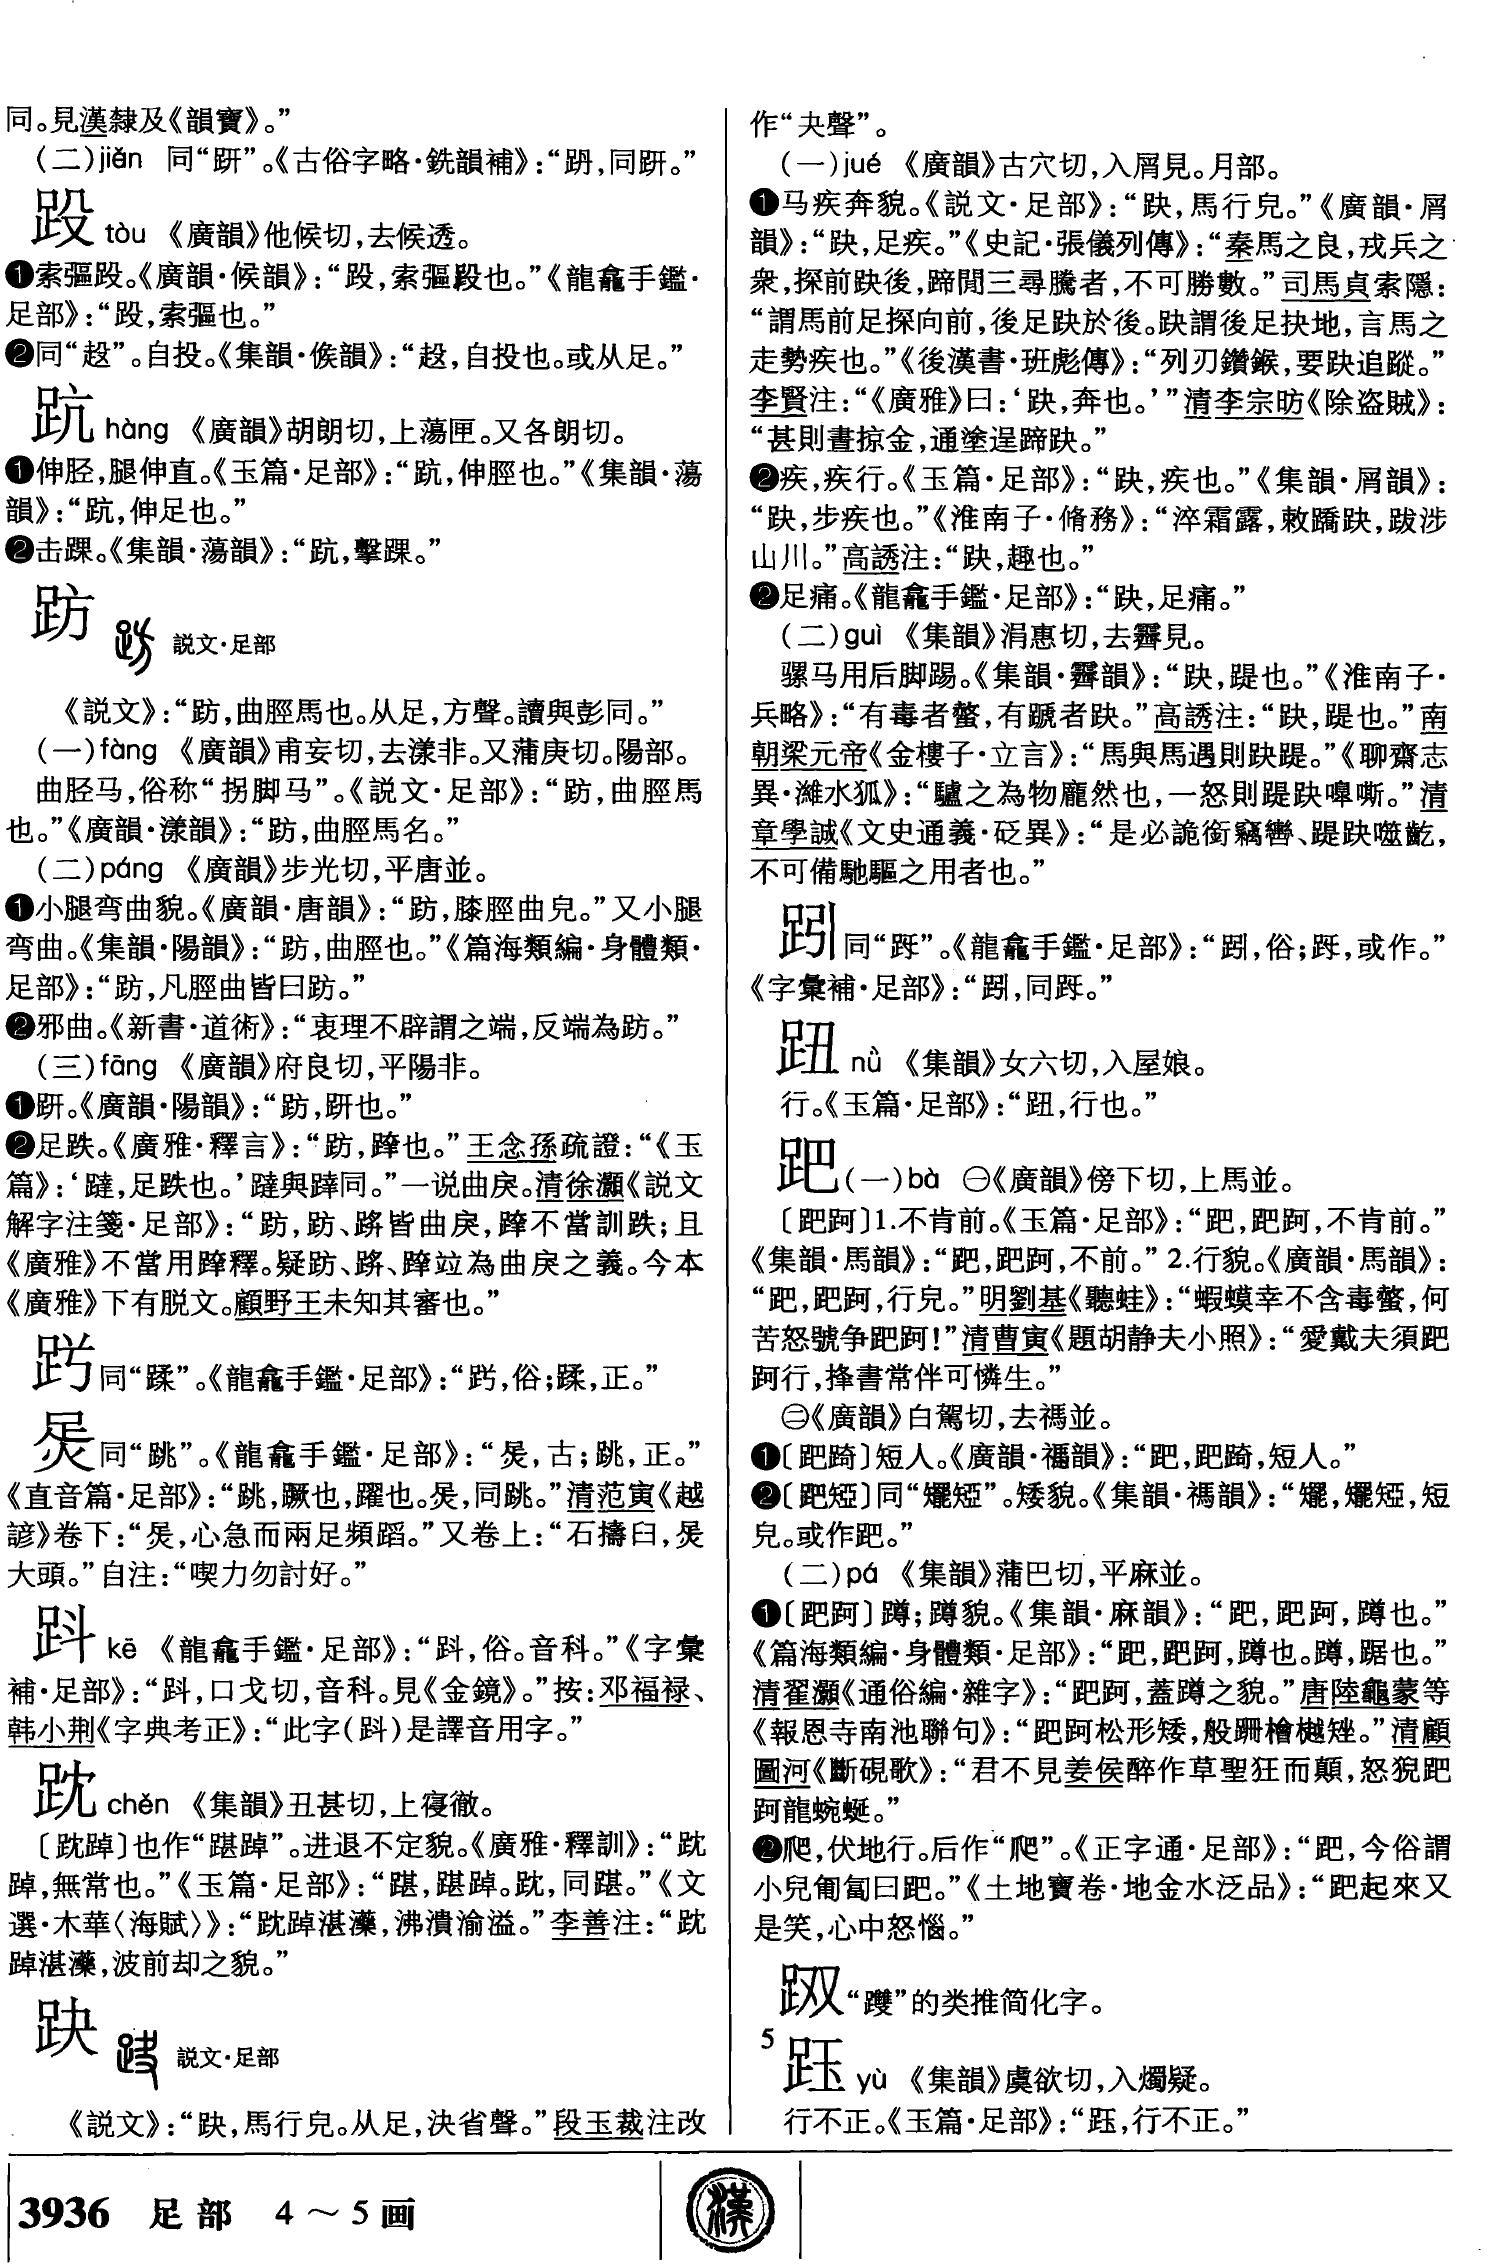 同。見漢隸及《韻寶》。”
(二)jiǎn 同“趼”。《古俗字略·銑韻補》：“䟰，同趼。”
𨁂 tòu 《廣韻》他候切，去候透。
❶索彄𨁂。《廣韻·候韻》：“𨁂，索彄𨁂也。”《龍龕手鑑·
足部》：“𨁂，索彄也。”
❷同“𧺯”。自投。《集韻·候韻》：“𧺯，自投也。或从足。”
䟘 hàng 《廣韻》胡朗切，上蕩匣。又各朗切。
❶伸胫，腿伸直。《玉篇·足部》：“䟘，伸脛也。”《集韻·蕩
韻》：“䟘，伸足也。”
❷击踝。《集韻·蕩韻》：“䟘，擊踝。”
趽 説文·足部
《説文》：“趽，曲脛馬也。从足，方聲。讀與彭同。”
(一)fàng 《廣韻》甫妄切，去漾非。又蒲庚切。陽部。
曲胫马，俗称“拐脚马”。《説文·足部》：“趽，曲脛馬
也。”《廣韻·漾韻》：“趽，曲脛馬名。”
(二)páng 《廣韻》步光切，平唐並。
❶小腿弯曲貌。《廣韻·唐韻》：“趽，膝脛曲皃。”又小腿
弯曲。《集韻·陽韻》：“趽，曲脛也。”《篇海類編·身體類·
足部》：“趽，凡脛曲皆曰趽。”
❷邪曲。《新書·道術》：“衷理不辟謂之端，反端為趽。”
(三)fāng 《廣韻》府良切，平陽非。
❶趼。《廣韻·陽韻》：“趽，趼也。”
❷足跌。《廣雅·釋言》：“趽，𨄔也。”王念孫疏證：“《玉
篇》：‘躂，足跌也。’躂與𨄔同。”一说曲戾。清徐灝《説文
解字注箋·足部》：“趽，趽、䠙皆曲戾，𨄔不當訓跌；且
《廣雅》不當用𨄔釋。疑趽、䠙、𨄔竝為曲戾之義。今本
《廣雅》下有脱文。顧野王未知其審也。”
同“蹂”。《龍龕手鑑·足部》：“，俗；蹂，正。”
同“跳”。《龍龕手鑑·足部》：“，古；跳，正。”
《直音篇·足部》：“跳，蹶也，躍也。，同跳。”清范寅《越
諺》卷下：“，心急而兩足頻蹈。”又卷上：“石擣臼，
大頭。”自注：“喫力勿討好。”
kē 《龍龕手鑑·足部》：“，俗。音科。”《字彙
補·足部》：“，口戈切，音科。見《金鏡》。”按：邓福禄、
韩小荆《字典考正》：“此字()是譯音用字。”
䟢 chěn 《集韻》丑甚切，上寑徹。
〔䟢踔〕也作“踸踔”。进退不定貌。《廣雅·釋訓》：“䟢
踔，無常也。”《玉篇·足部》：“踸，踸踔。䟢，同踸。”《文
選·木華〈海賦〉》：“䟢踔湛灤，沸潰渝溢。”李善注：“䟢
踔湛灤，波前却之貌。”
趹 説文·足部
《説文》：“趹，馬行皃。从足，決省聲。”段玉裁注改
作“夬聲”。
(一)jué 《廣韻》古穴切，入屑見。月部。
❶马疾奔貌。《説文·足部》：“趹，馬行皃。”《廣韻·屑
韻》：“趹，足疾。”《史記·張儀列傳》：“秦馬之良，戎兵之
衆，探前趹後，蹄閒三尋騰者，不可勝數。”司馬貞索隱：
“謂馬前足探向前，後足趹於後。趹謂後足抉地，言馬之
走勢疾也。”《後漢書·班彪傳》：“列刃鑽鍭，要趹追蹤。”
李賢注：“《廣雅》曰：‘趹，奔也。’”清李宗昉《除盜賊》：
“甚則晝掠金，通塗逞蹄趹。”
❷疾，疾行。《玉篇·足部》：“趹，疾也。”《集韻·屑韻》：
“趹，步疾也。”《淮南子·脩務》：“淬霜露，敕蹻趹，跋涉
山川。”高誘注：“趹，趣也。”
❷足痛。《龍龕手鑑·足部》：“趹，足痛。”
(二)guì 《集韻》涓惠切，去霽見。
骡马用后脚踢。《集韻·霽韻》：“趹，踶也。”《淮南子·
兵略》：“有毒者螫，有蹏者趹。”高誘注：“趹，踶也。”南
朝梁元帝《金樓子·立言》：“馬與馬遇則趹踶。”《聊齋志
異·濰水狐》：“驢之為物龐然也，一怒則踶趹嘷嘶。”清
章學誠《文史通義·砭異》：“是必詭銜竊轡、踶趹噬齕，
不可備馳驅之用者也。”
同“䟙”。《龍龕手鑑·足部》：“，俗；䟙，或作。”
《字彙補·足部》：“，同䟙。”
䟟 nǜ 《集韻》女六切，入屋娘。
行。《玉篇·足部》：“䟟，行也。”
跁 (一)bà ㊀《廣韻》傍下切，上馬並。
〔跁跒〕1.不肯前。《玉篇·足部》：“跁，跁跒，不肯前。”
《集韻·馬韻》：“跁，跁跒，不前。” 2.行貌。《廣韻·馬韻》：
“跁，跁跒，行皃。”明劉基《聽蛙》：“蝦蟆幸不含毒螫，何
苦怒號争跁跒！”清曹寅《題胡静夫小照》：“愛戴夫須跁
跒行，捀書常伴可憐生。”
㊁《廣韻》白駕切，去禡並。
❶〔跁踦〕短人。《廣韻·禡韻》：“跁，跁踦，短人。”
❷〔跁𥏝〕同“䎱𥏝”。矮貌。《集韻·禡韻》：“䎱，䎱𥏝，短
皃。或作跁。”
(二)pá 《集韻》蒲巴切，平麻並。
❶〔跁跒〕蹲；蹲貌。《集韻·麻韻》：“跁，跁跒，蹲也。”
《篇海類編·身體類·足部》：“跁，跁跒，蹲也。蹲，踞也。”
清翟灝《通俗編·雜字》：“跁跒，蓋蹲之貌。”唐陸龜蒙等
《報恩寺南池聯句》：“跁跒松形矮，般跚檜樾矬。”清顧
圖河《斷硯歌》：“君不見姜侯醉作草聖狂而顛，怒猊跁
跒龍蜿蜒。”
❷爬，伏地行。后作“爬”。《正字通·足部》：“跁，今俗謂
小兒匍匐曰跁。”《土地寶卷·地金水泛品》：“跁起來又
是笑，心中怒惱。”
“躞”的类推简化字。
5
䟠 yù 《集韻》虞欲切，入燭疑。
行不正。《玉篇·足部》：“䟠，行不正。”
3936 足部 4～5画
漢